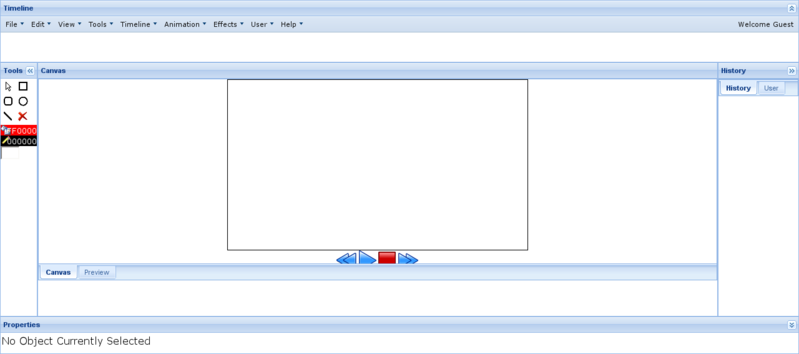 Timeline
File Edit View Tools Timeline Animation Effects User Help Welcome Guest
Tools
Canvas
History
History User
FF0000
000000
Canvas Preview
Properties
No Object Currently Selected